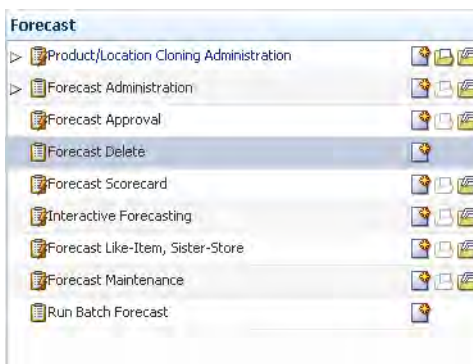 Forecast
Product/Location Cloning Administration
Forecast Administration
Forecast Approval
Forecast Delete
Forecast Scorecard
Interactive Forecasting
Forecast Like-Item, Sister-Store
Forecast Maintenance
Run Batch Forecast